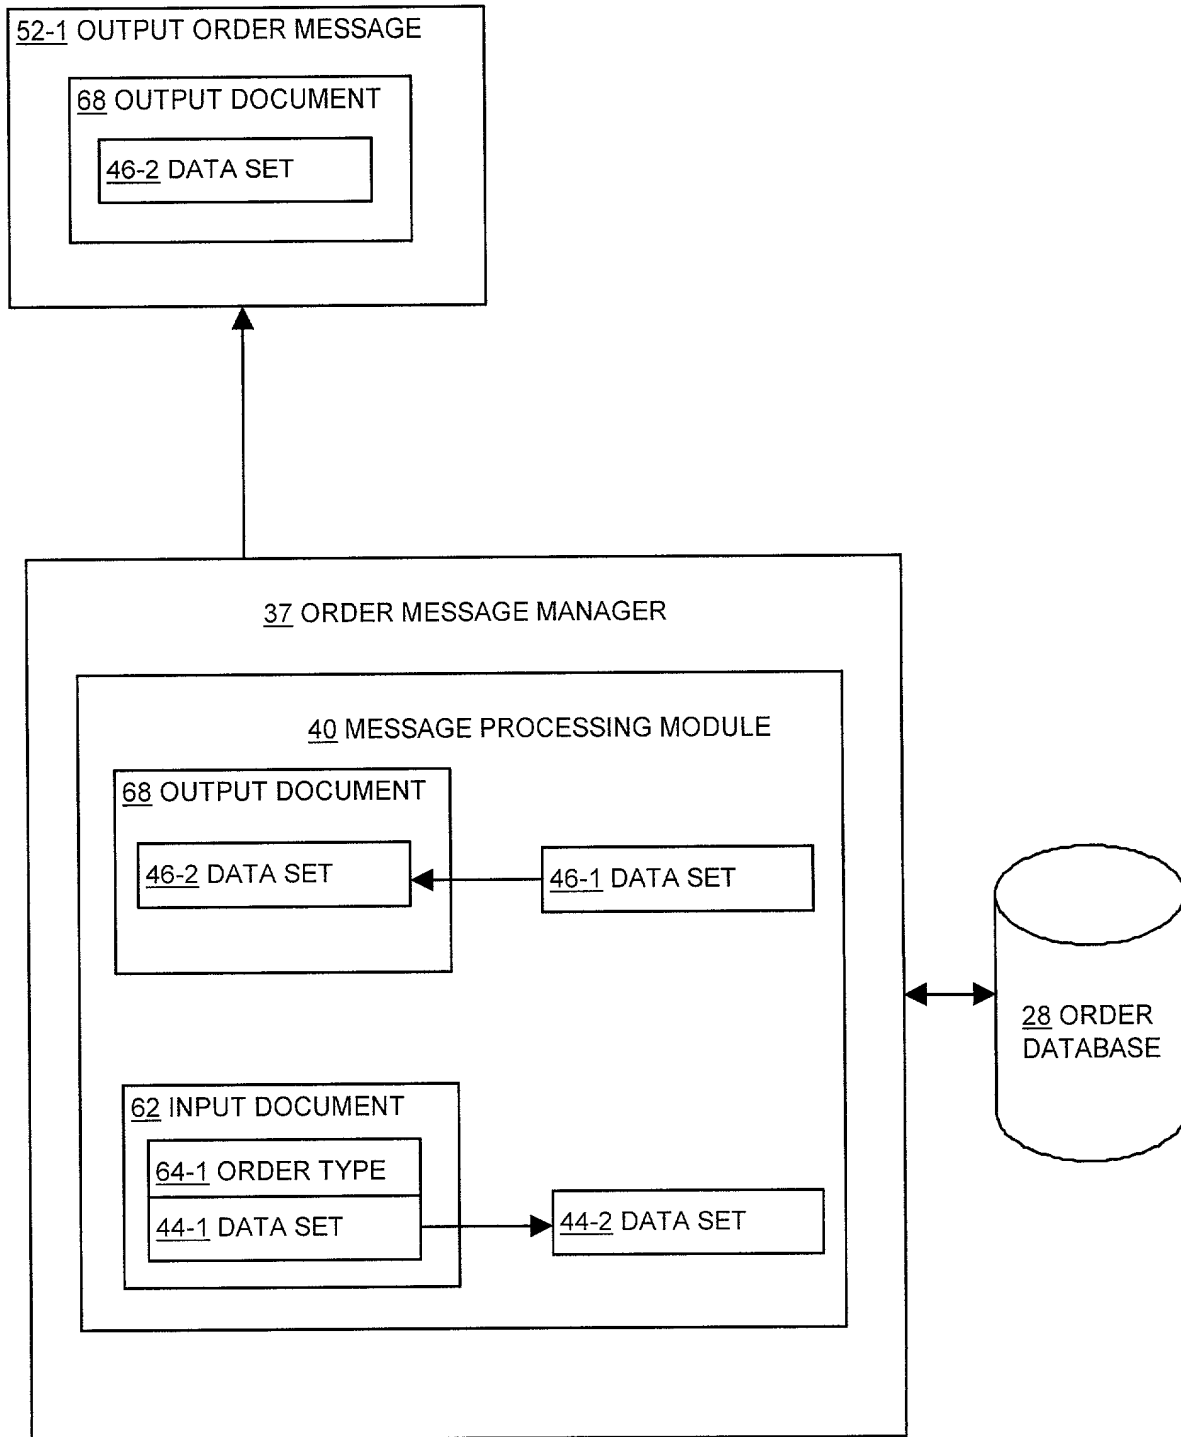 52-1 OUTPUT ORDER MESSAGE
68 OUTPUT DOCUMENT
46-2 DATA SET
37 ORDER MESSAGE MANAGER
40 MESSAGE PROCESSING MODULE
68 OUTPUT DOCUMENT
46-2 DATA SET
46-1 DATA SET
28 ORDER
DATABASE
62 INPUT DOCUMENT
64-1 ORDER TYPE
44-1 DATA SET
44-2 DATA SET